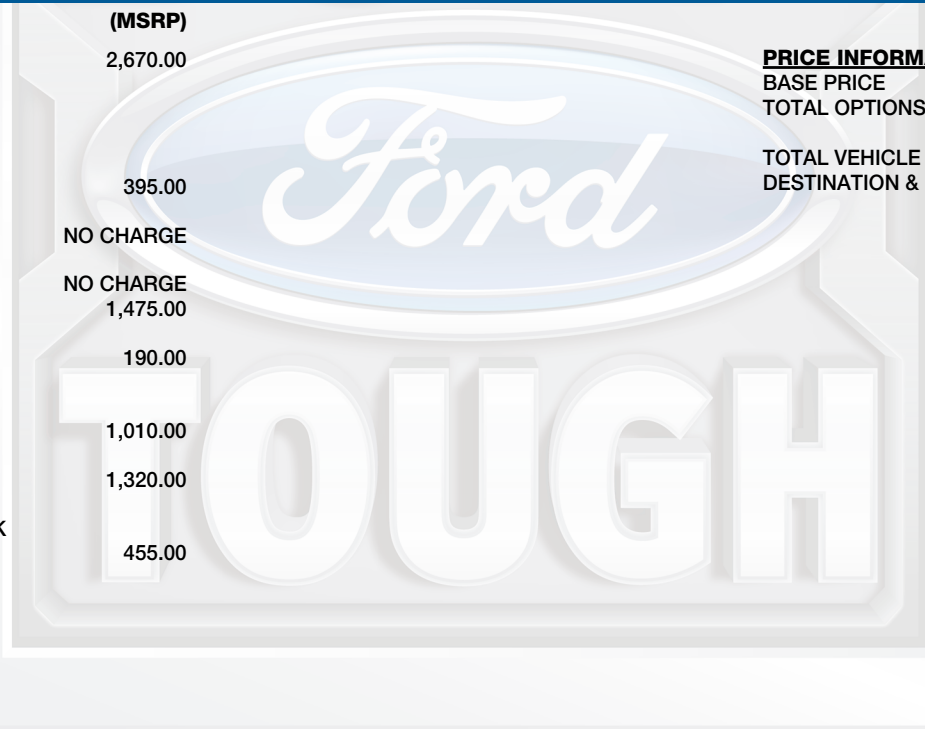 (MSRP)
2,670.00
395.00
NO CHARGE
NO CHARGE
1,475.00
190.00
1,010.00
1,320.00
K
455.00
PRICE INFORMA
BASE PRICE
TOTAL OPTIONS
TOTAL VEHICLE
DESTINATION &
Ford
TOUGH